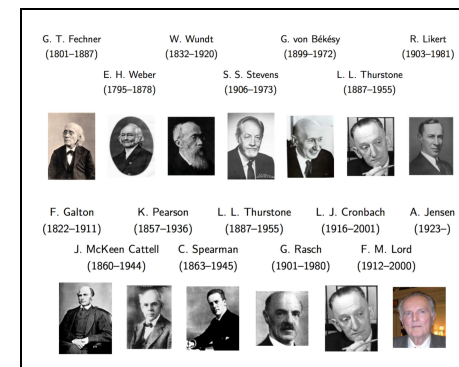 G. T. Fechner W. Wundt G. von Békésy R. Likert
(1801–1887) (1832–1920) (1899–1972) (1903–1981)
E. H. Weber S. S. Stevens L. L. Thurstone
(1795–1878) (1906–1973) (1887–1955)
F. Galton K. Pearson L. L. Thurstone L. J. Cronbach A. Jensen
(1822–1911) (1857–1936) (1887–1955) (1916–2001) (1923–)
J. McKeen Cattell C. Spearman G. Rasch F. M. Lord
(1860–1944) (1863–1945) (1901–1980) (1912–2000)